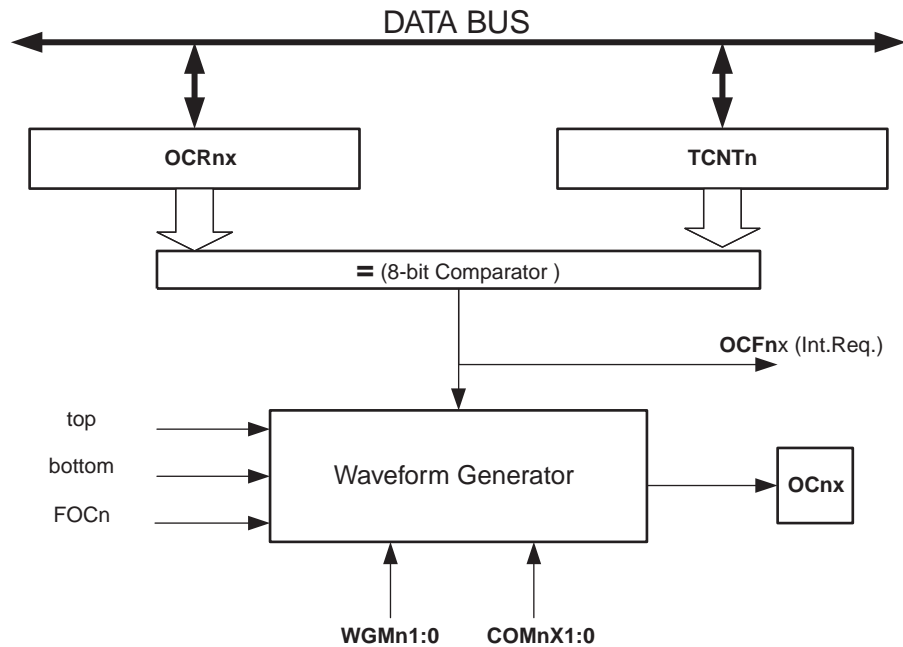 DATA BUS
OCRnx
TCNTn
= (8-bit Comparator )
OCFnx (Int.Req.)
top
bottom
FOCn
Waveform Generator
OCnx
WGMn1:0
COMnX1:0